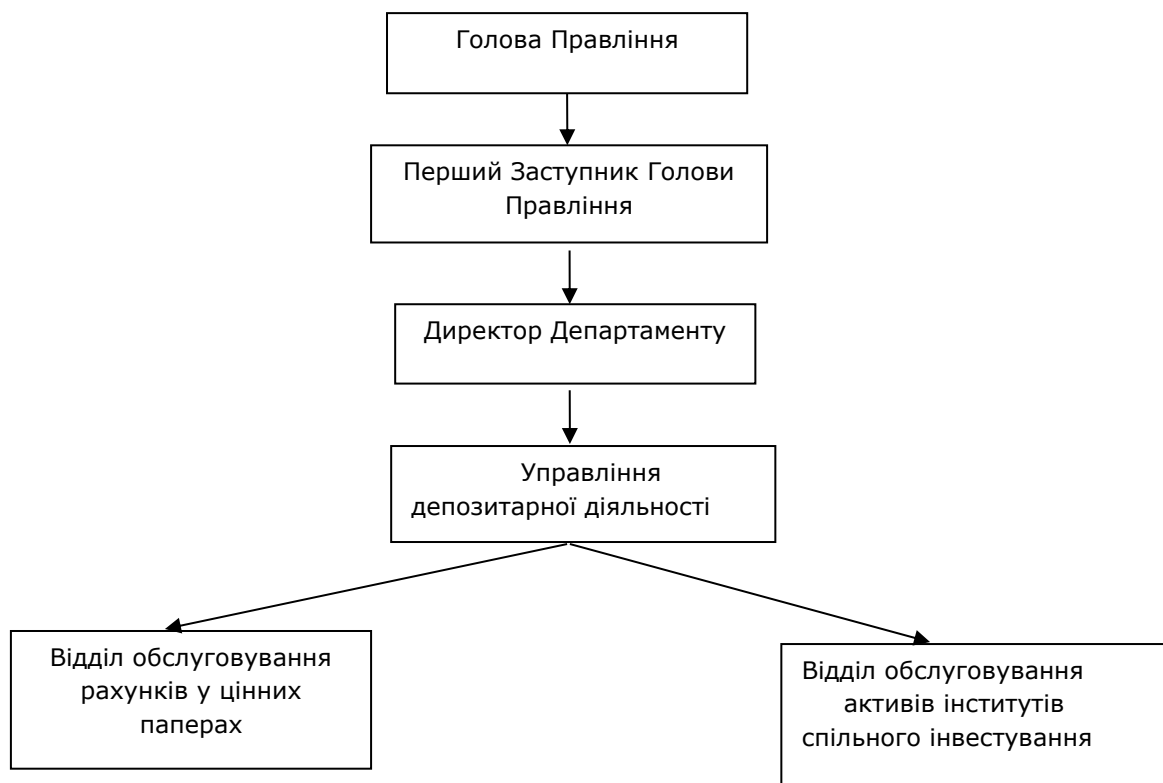 Голова Правління
Перший Заступник Голови
Правління
Директор Департаменту
Управління
депозитарної діяльності
Відділ обслуговування
рахунків у цінних
паперах
Відділ обслуговування
активів інститутів
спільного інвестування